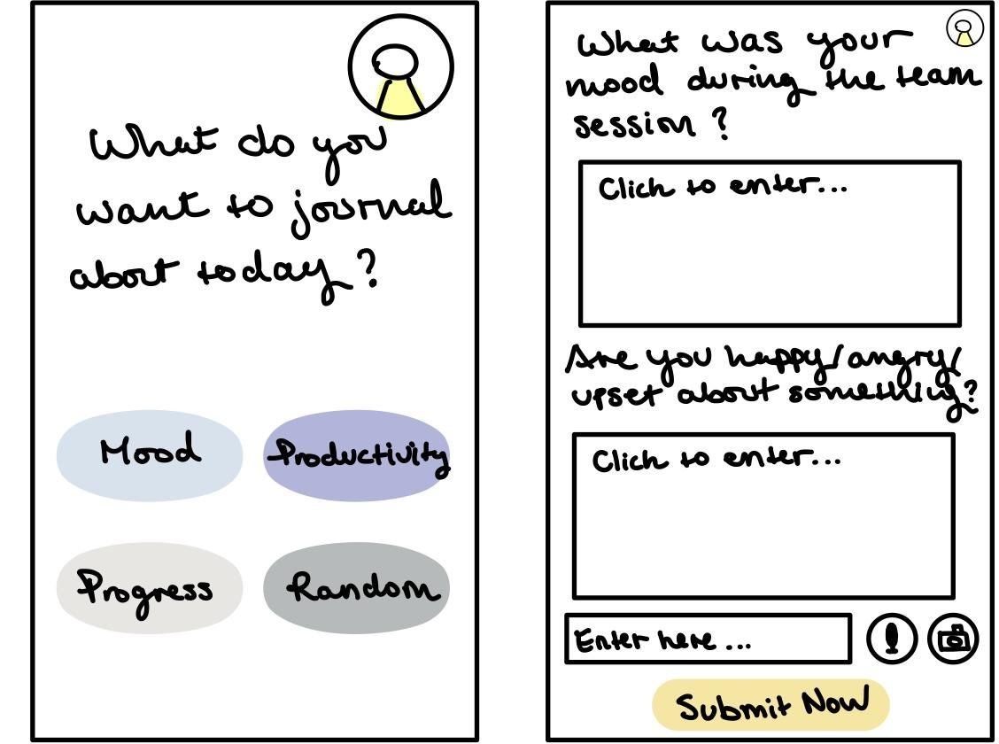 What do you
want to journal
about today?
Mood
Productivity
Progress
Random
What was your
mood during the team
session?
Click to enter...
Are you happy/angry/
upset about something?
Click to enter...
Enter here ...
Submit Now